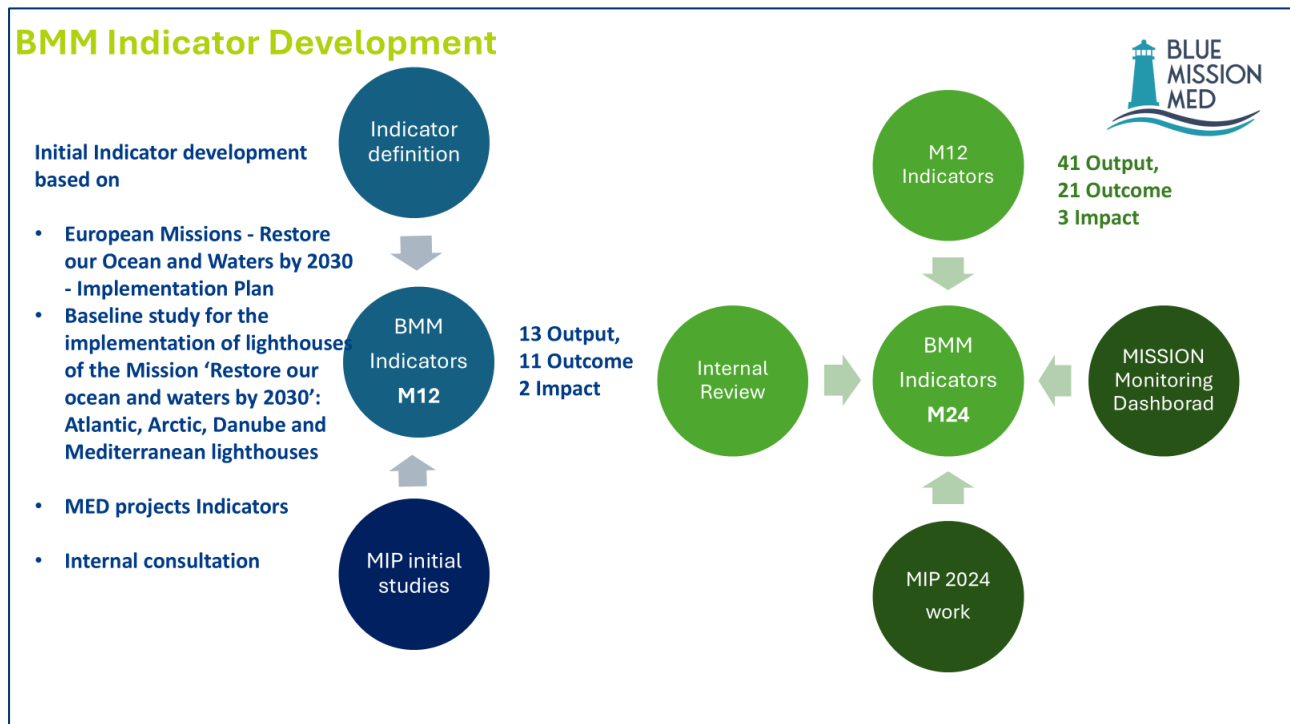 BMM Indicator Development
BLUE
MISSION
MED
Initial Indicator development
based on
• European Missions - Restore
our Ocean and Waters by 2030
- Implementation Plan
• Baseline study for the
implementation of lighthouses
of the Mission ‘Restore our
ocean and waters by 2030’:
Atlantic, Arctic, Danube and
Mediterranean lighthouses
• MED projects Indicators
• Internal consultation
Indicator
definition
BMM
Indicators
M12
MIP initial
studies
13 Output,
11 Outcome
2 Impact
M12
Indicators
41 Output,
21 Outcome
3 Impact
Internal
Review
BMM
Indicators
M24
MISSION
Monitoring
Dashborad
MIP 2024
work